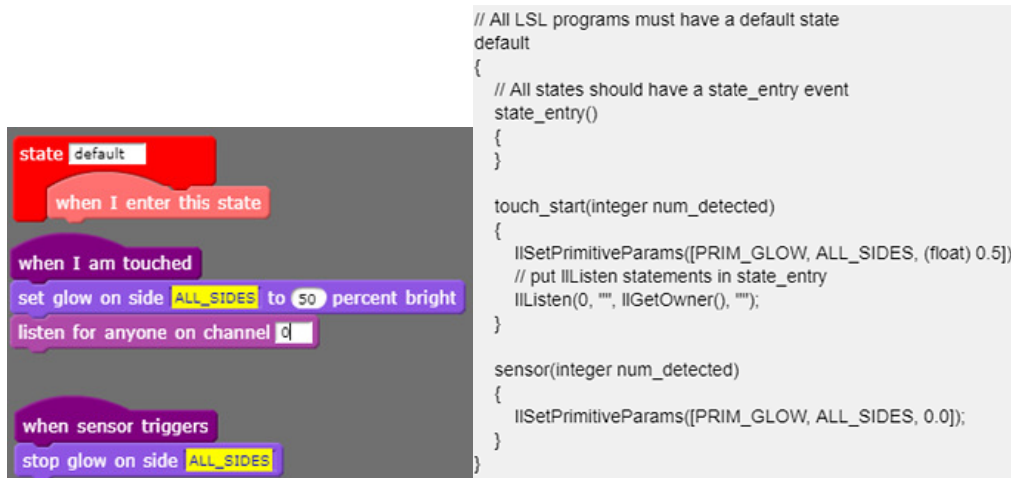 state default
when I enter this state
when I am touched
set glow on side ALL_SIDES to 50 percent bright
listen for anyone on channel 0
when sensor triggers
stop glow on side ALL_SIDES
// All LSL programs must have a default state
default
{
// All states should have a state_entry event
state_entry()
{
}
touch_start(integer num_detected)
{
llSetPrimitiveParams([PRIM_GLOW, ALL_SIDES, (float) 0.5])
// put llListen statements in state_entry
llListen(0, "", llGetOwner(), "");
}
sensor(integer num_detected)
{
llSetPrimitiveParams([PRIM_GLOW, ALL_SIDES, 0.0]);
}
}